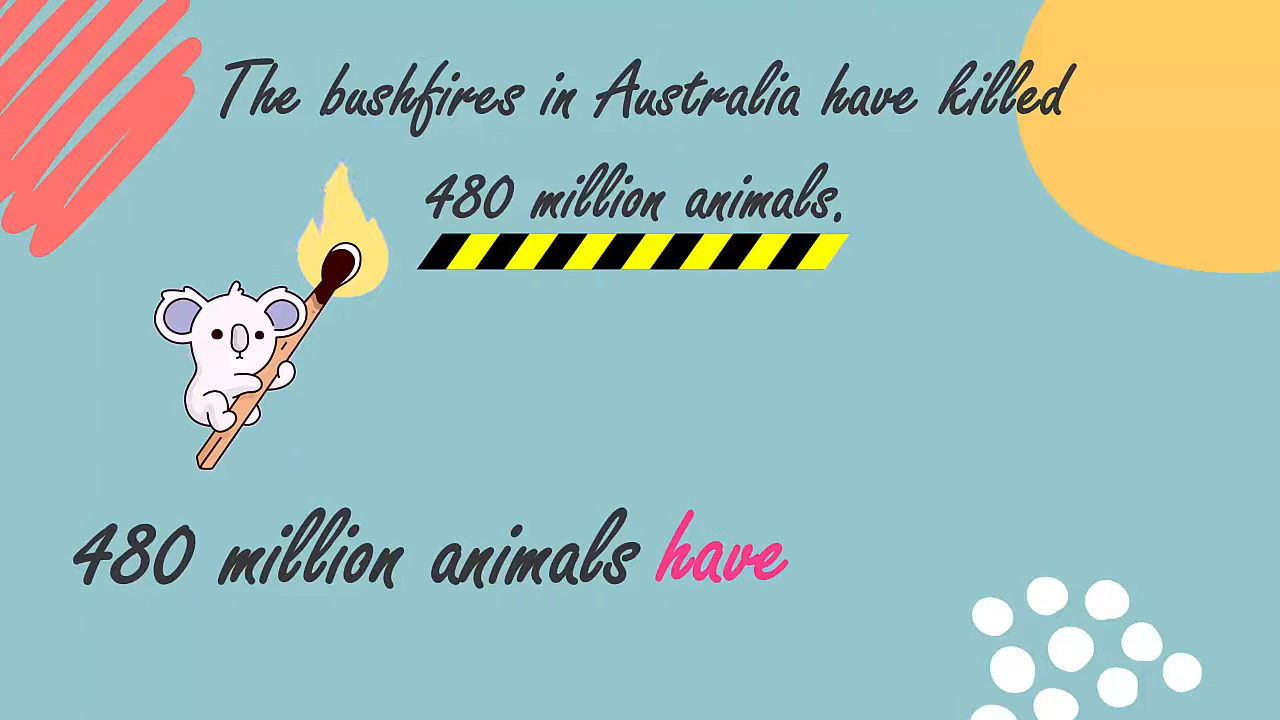 The bushfires in Australia have killed
480 million animals.
480 million animals have